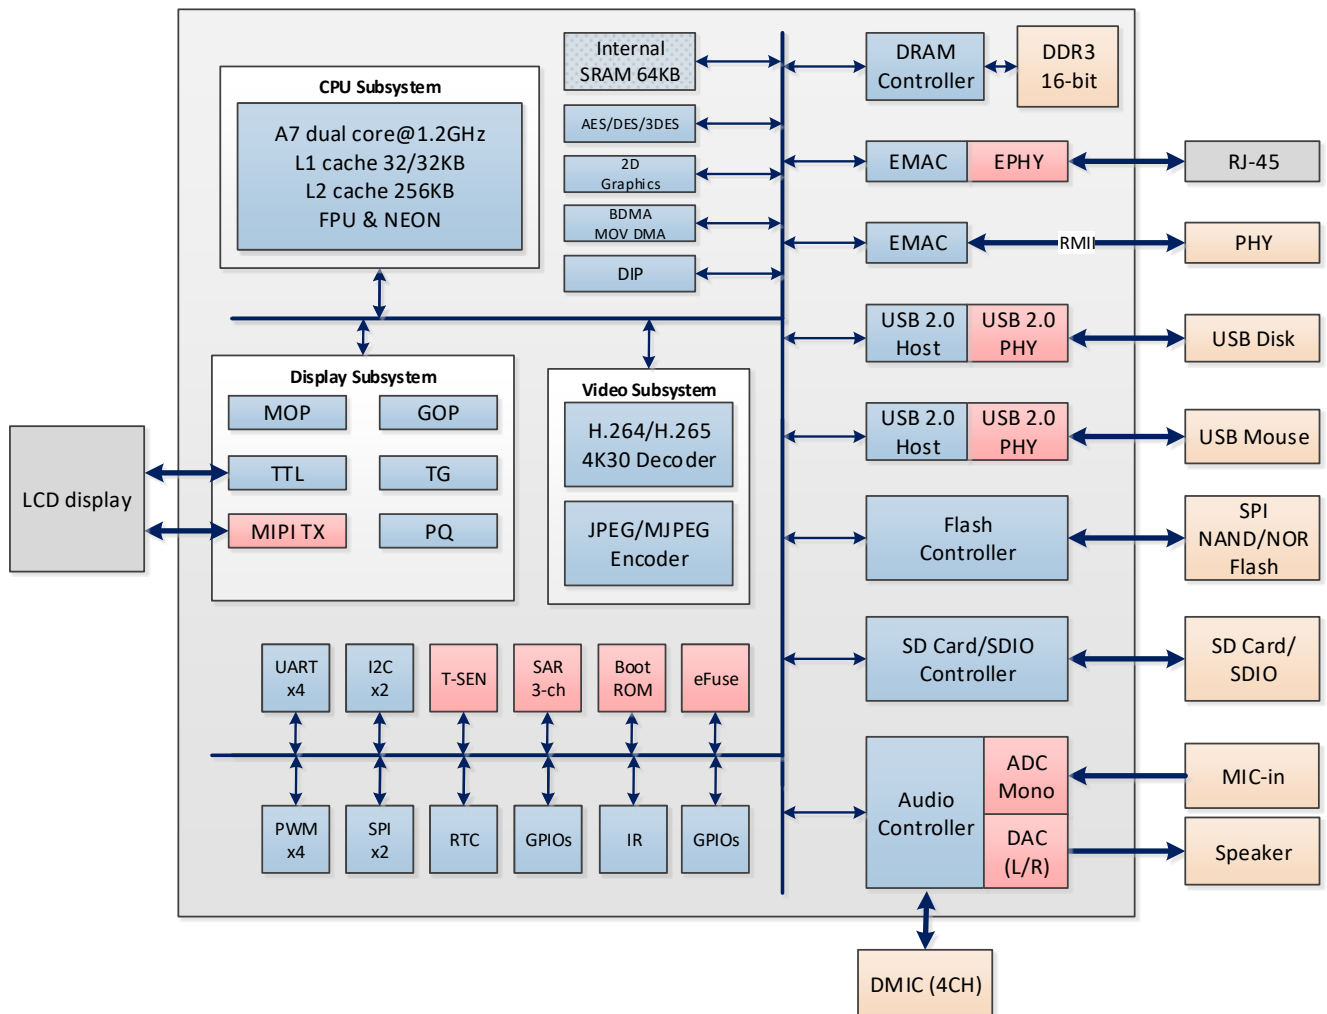 CPU Subsystem
A7 dual core@1.2GHz
L1 cache 32/32KB
L2 cache 256KB
FPU & NEON
Internal
SRAM 64KB
AES/DES/3DES
2D
Graphics
BDMA
MOV DMA
DIP
DRAM
Controller
DDR3
16-bit
EMAC
EPHY
RJ-45
EMAC
RMII
PHY
USB 2.0
Host
USB 2.0
PHY
USB Disk
USB 2.0
Host
USB 2.0
PHY
USB Mouse
Flash
Controller
SPI
NAND/NOR
Flash
SD Card/SDIO
Controller
SD Card/
SDIO
Audio
Controller
ADC
Mono
DAC
(L/R)
MIC-in
Speaker
DMIC (4CH)
LCD display
Display Subsystem
MOP
GOP
TTL
TG
MIPI TX
PQ
Video Subsystem
H.264/H.265
4K30 Decoder
JPEG/MJPEG
Encoder
UART
x4
I2C
x2
T-SEN
SAR
3-ch
Boot
ROM
eFuse
PWM
x4
SPI
x2
RTC
GPIOs
IR
GPIOs